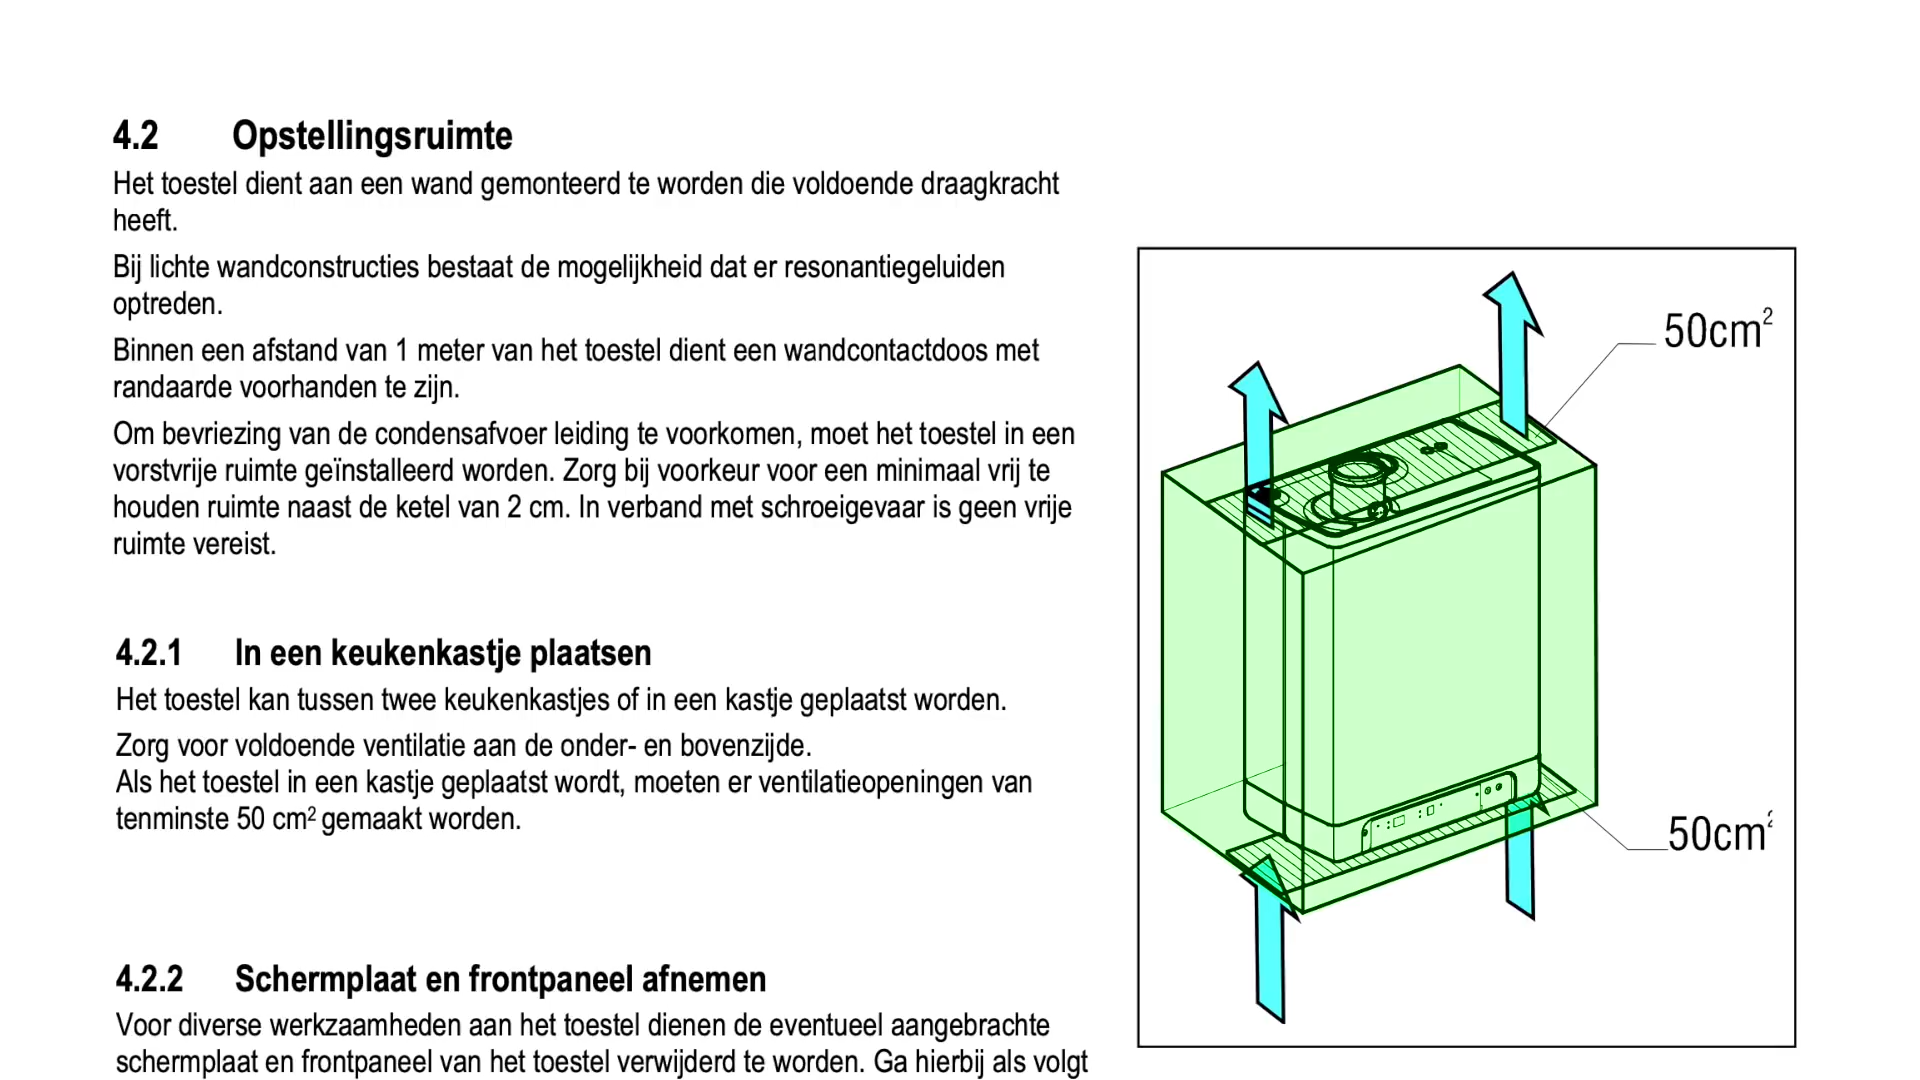 4.2 Opstellingsruimte
Het toestel dient aan een wand gemonteerd te worden die voldoende draagkracht
heeft.
Bij lichte wandconstructies bestaat de mogelijkheid dat er resonantiegeluiden
optreden.
Binnen een afstand van 1 meter van het toestel dient een wandcontactdoos met
randaarde voorhanden te zijn.
Om bevriezing van de condensafvoer leiding te voorkomen, moet het toestel in een
vorstvrije ruimte geïnstalleerd worden. Zorg bij voorkeur voor een minimaal vrij te
houden ruimte naast de ketel van 2 cm. In verband met schroeigevaar is geen vrije
ruimte vereist.
4.2.1 In een keukenkastje plaatsen
Het toestel kan tussen twee keukenkastjes of in een kastje geplaatst worden.
Zorg voor voldoende ventilatie aan de onder- en bovenzijde.
Als het toestel in een kastje geplaatst wordt, moeten er ventilatieopeningen van
tenminste 50 cm² gemaakt worden.
4.2.2 Schermplaat en frontpaneel afnemen
Voor diverse werkzaamheden aan het toestel dienen de eventueel aangebrachte
schermplaat en frontpaneel van het toestel verwijderd te worden. Ga hierbij als volgt
50cm²
50cm²